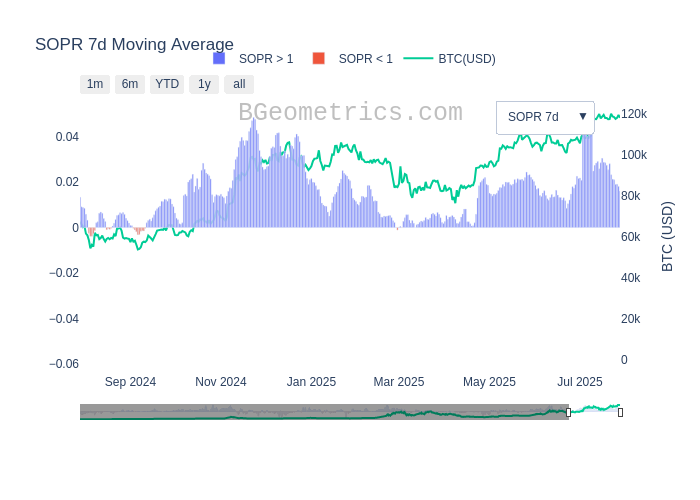 SOPR 7d Moving Average
SOPR > 1
SOPR < 1
BTC(USD)
1m
6m
YTD
1y
all
BGeometrics.com
SOPR 7d
▼
0.04
0.02
0
−0.02
−0.04
−0.06
120k
100k
80k
60k
40k
20k
0
BTC (USD)
Sep 2024
Nov 2024
Jan 2025
Mar 2025
May 2025
Jul 2025